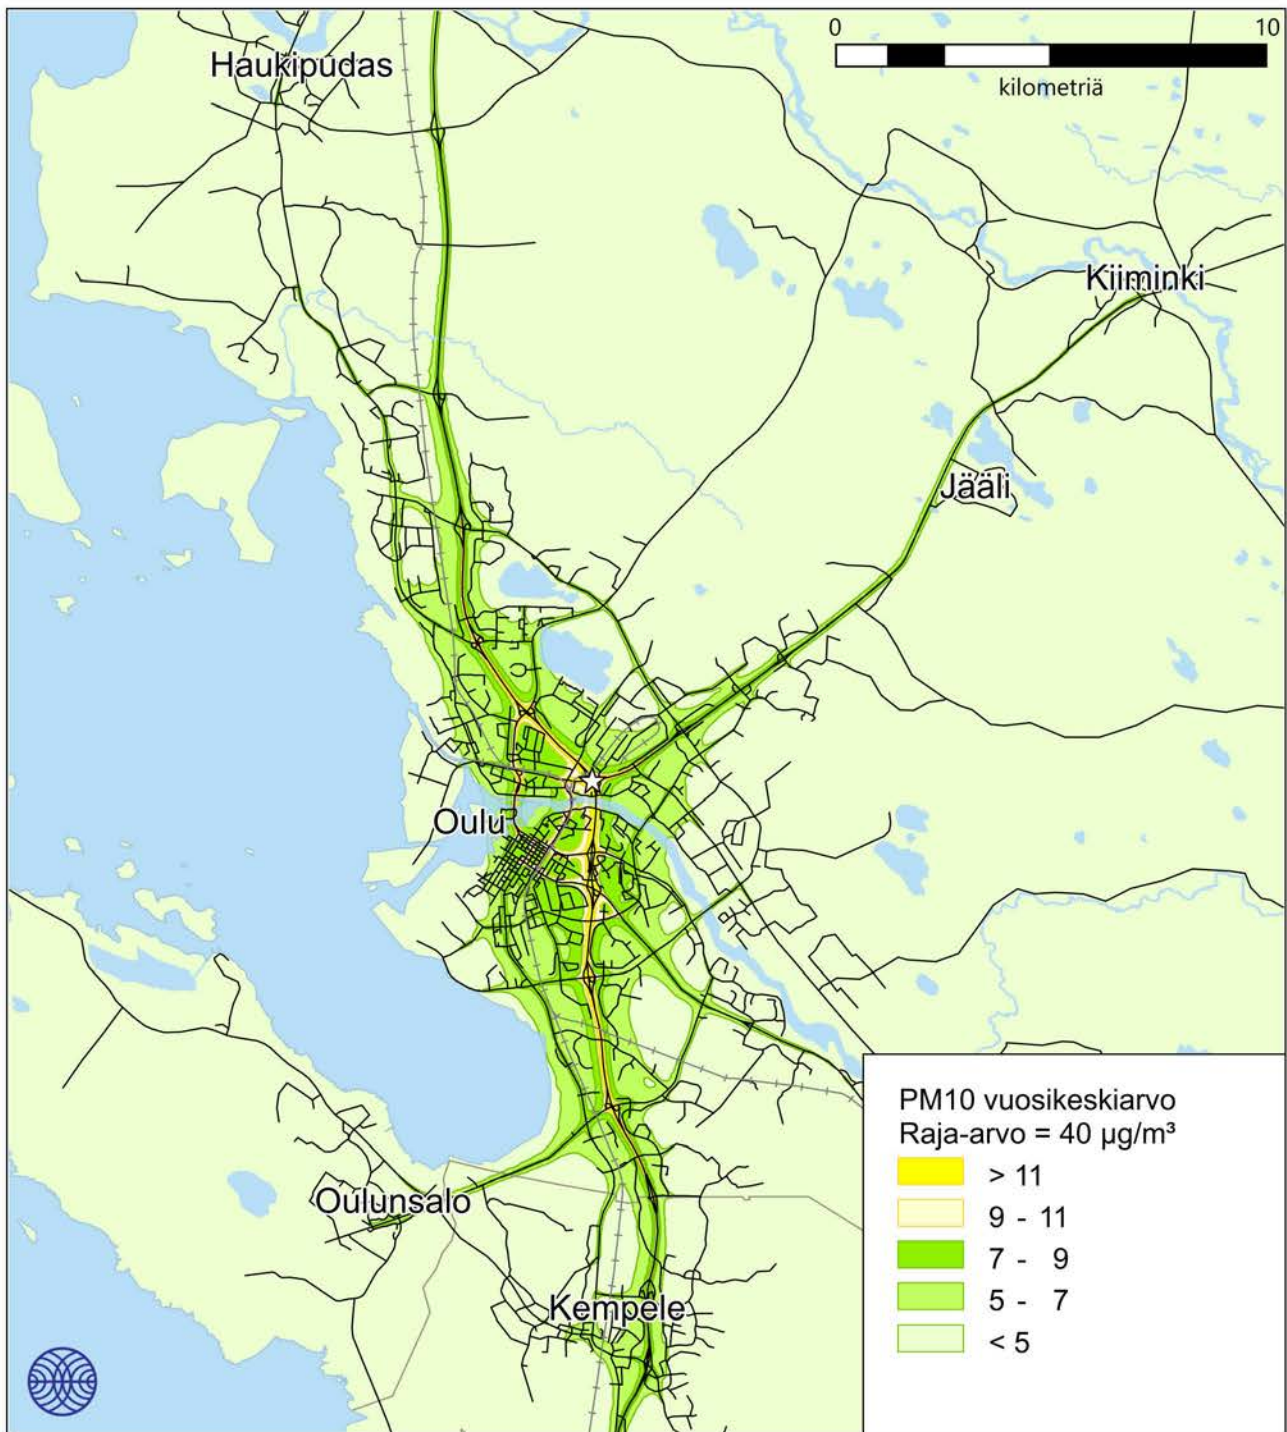 0 10
kilometriä
Haukipudas
Kiiminki
Jääli
Oulu
Oulunsalo
Kempele
PM10 vuosikeskiarvo
Raja-arvo = 40 µg/m³
> 11
9 - 11
7 - 9
5 - 7
< 5